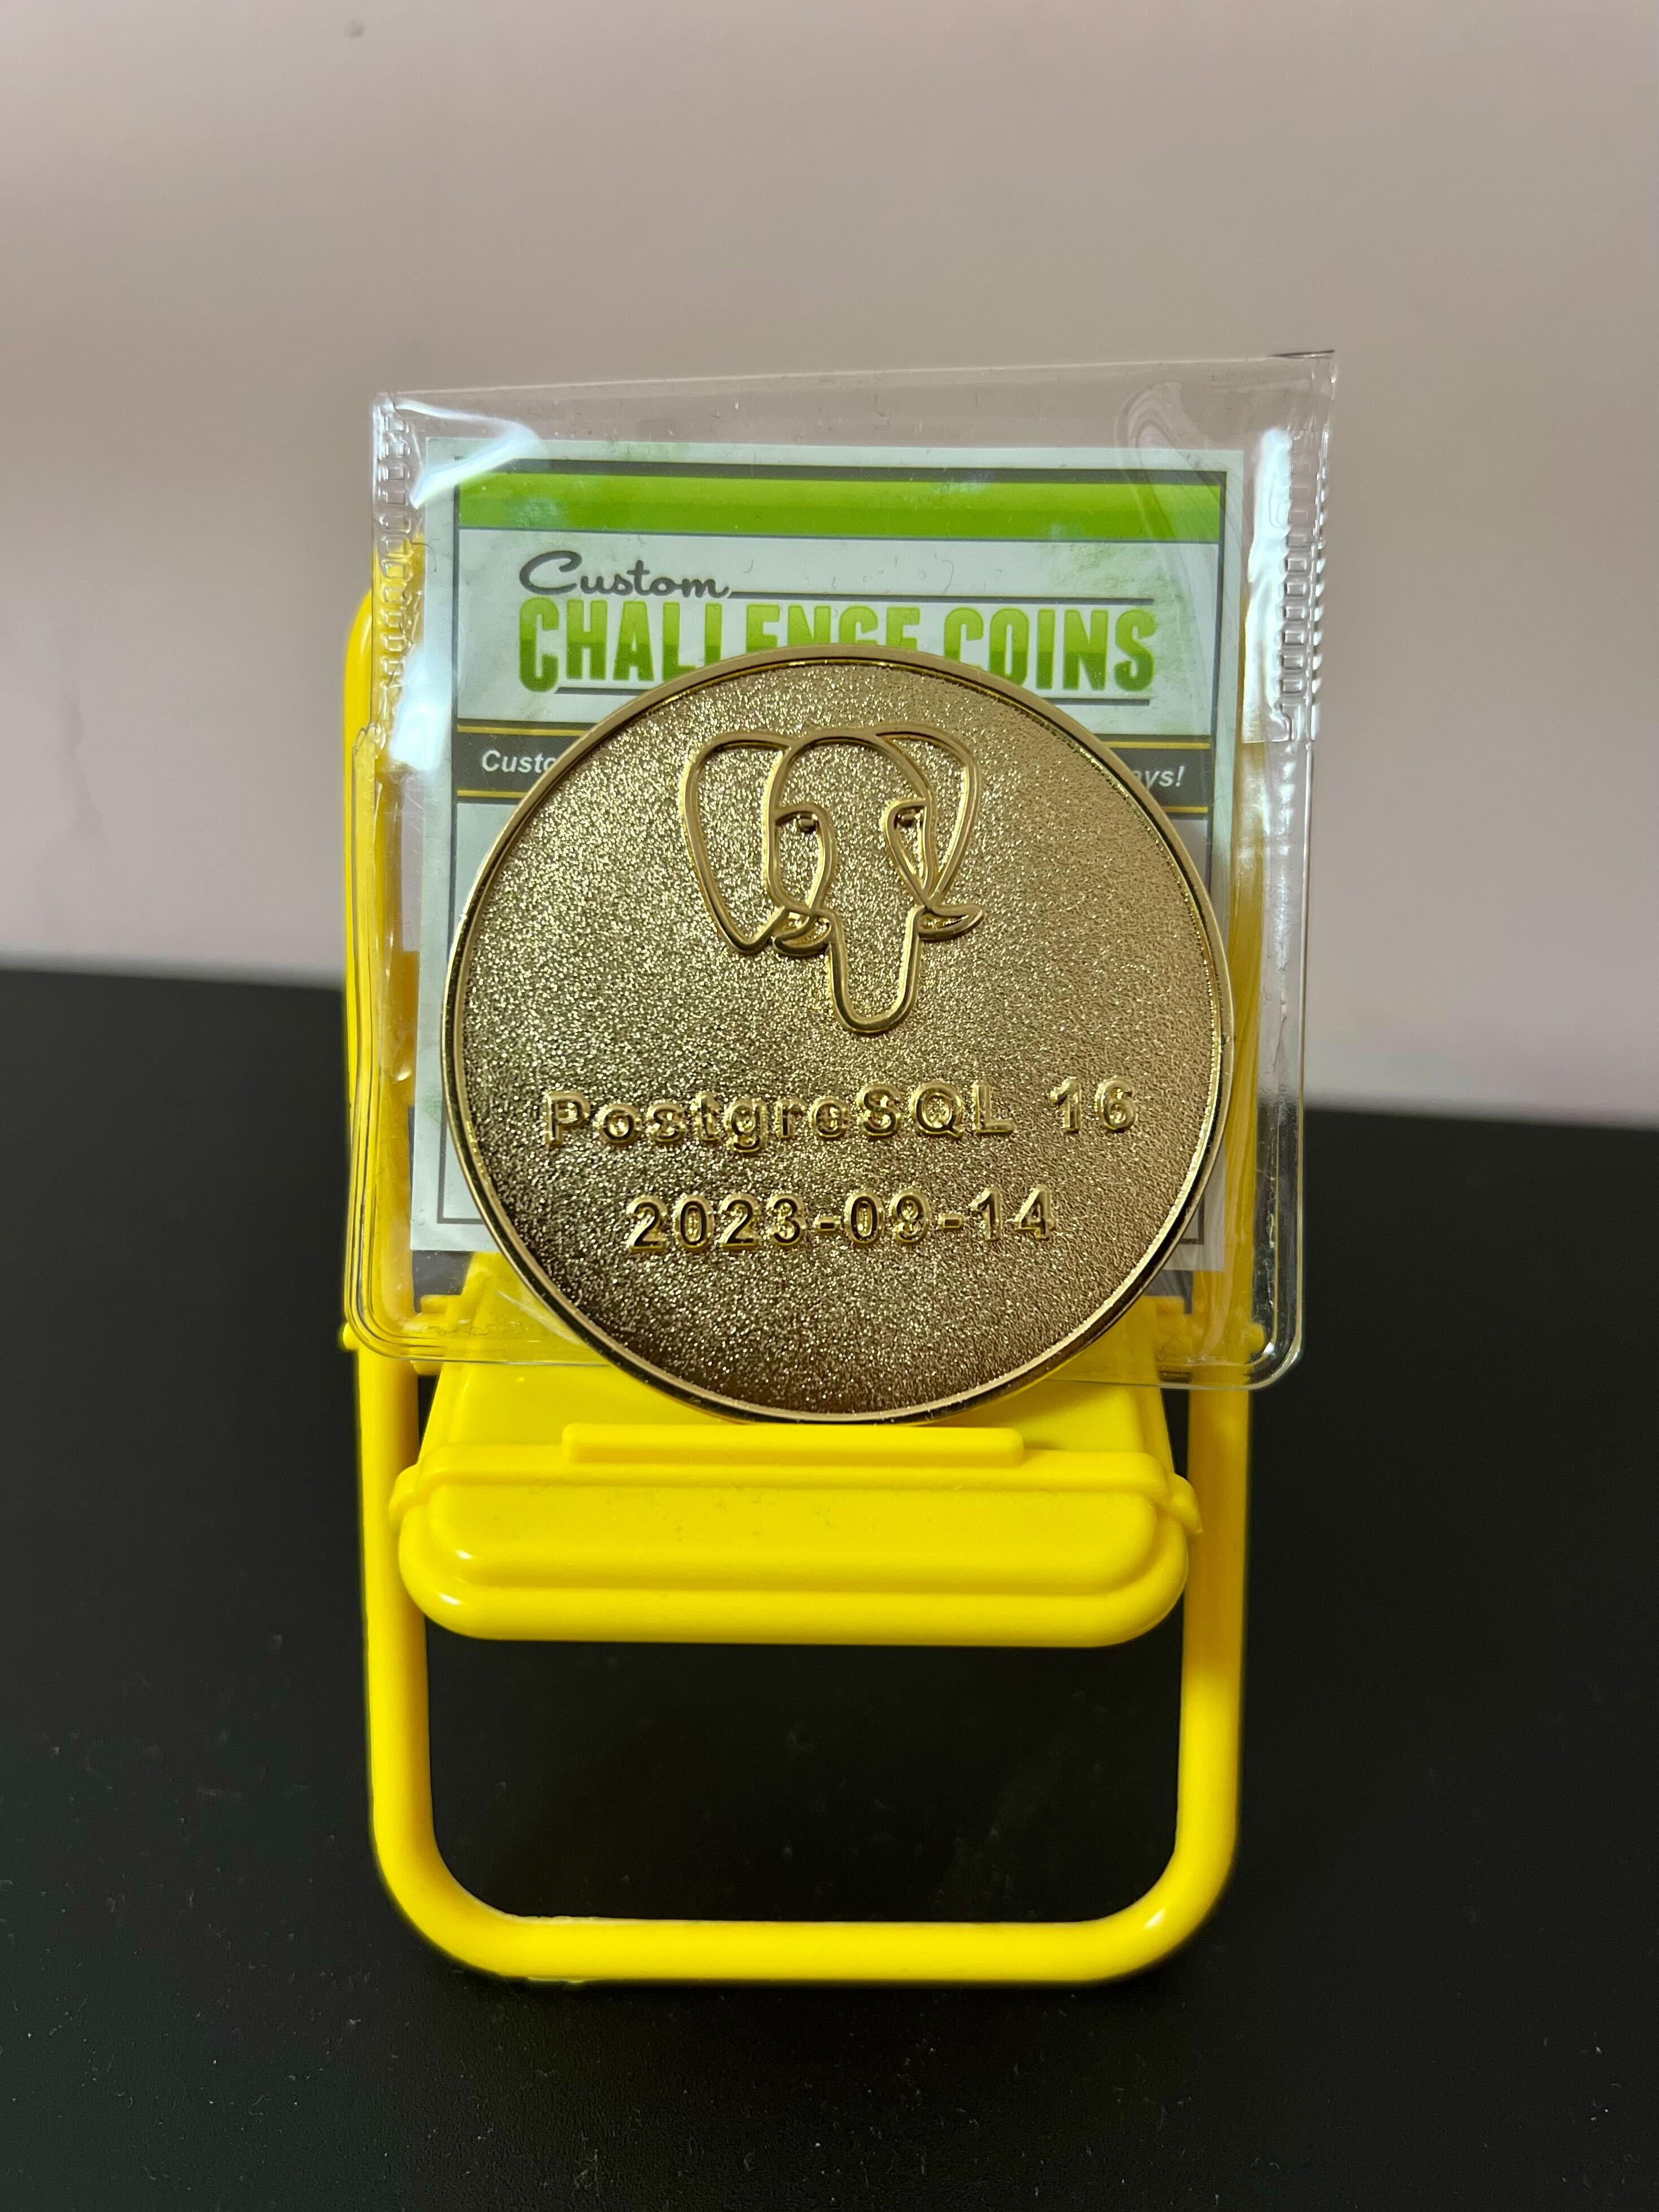 Custom
CHALLENGE COINS
PostgreSQL 16
2023-09-14